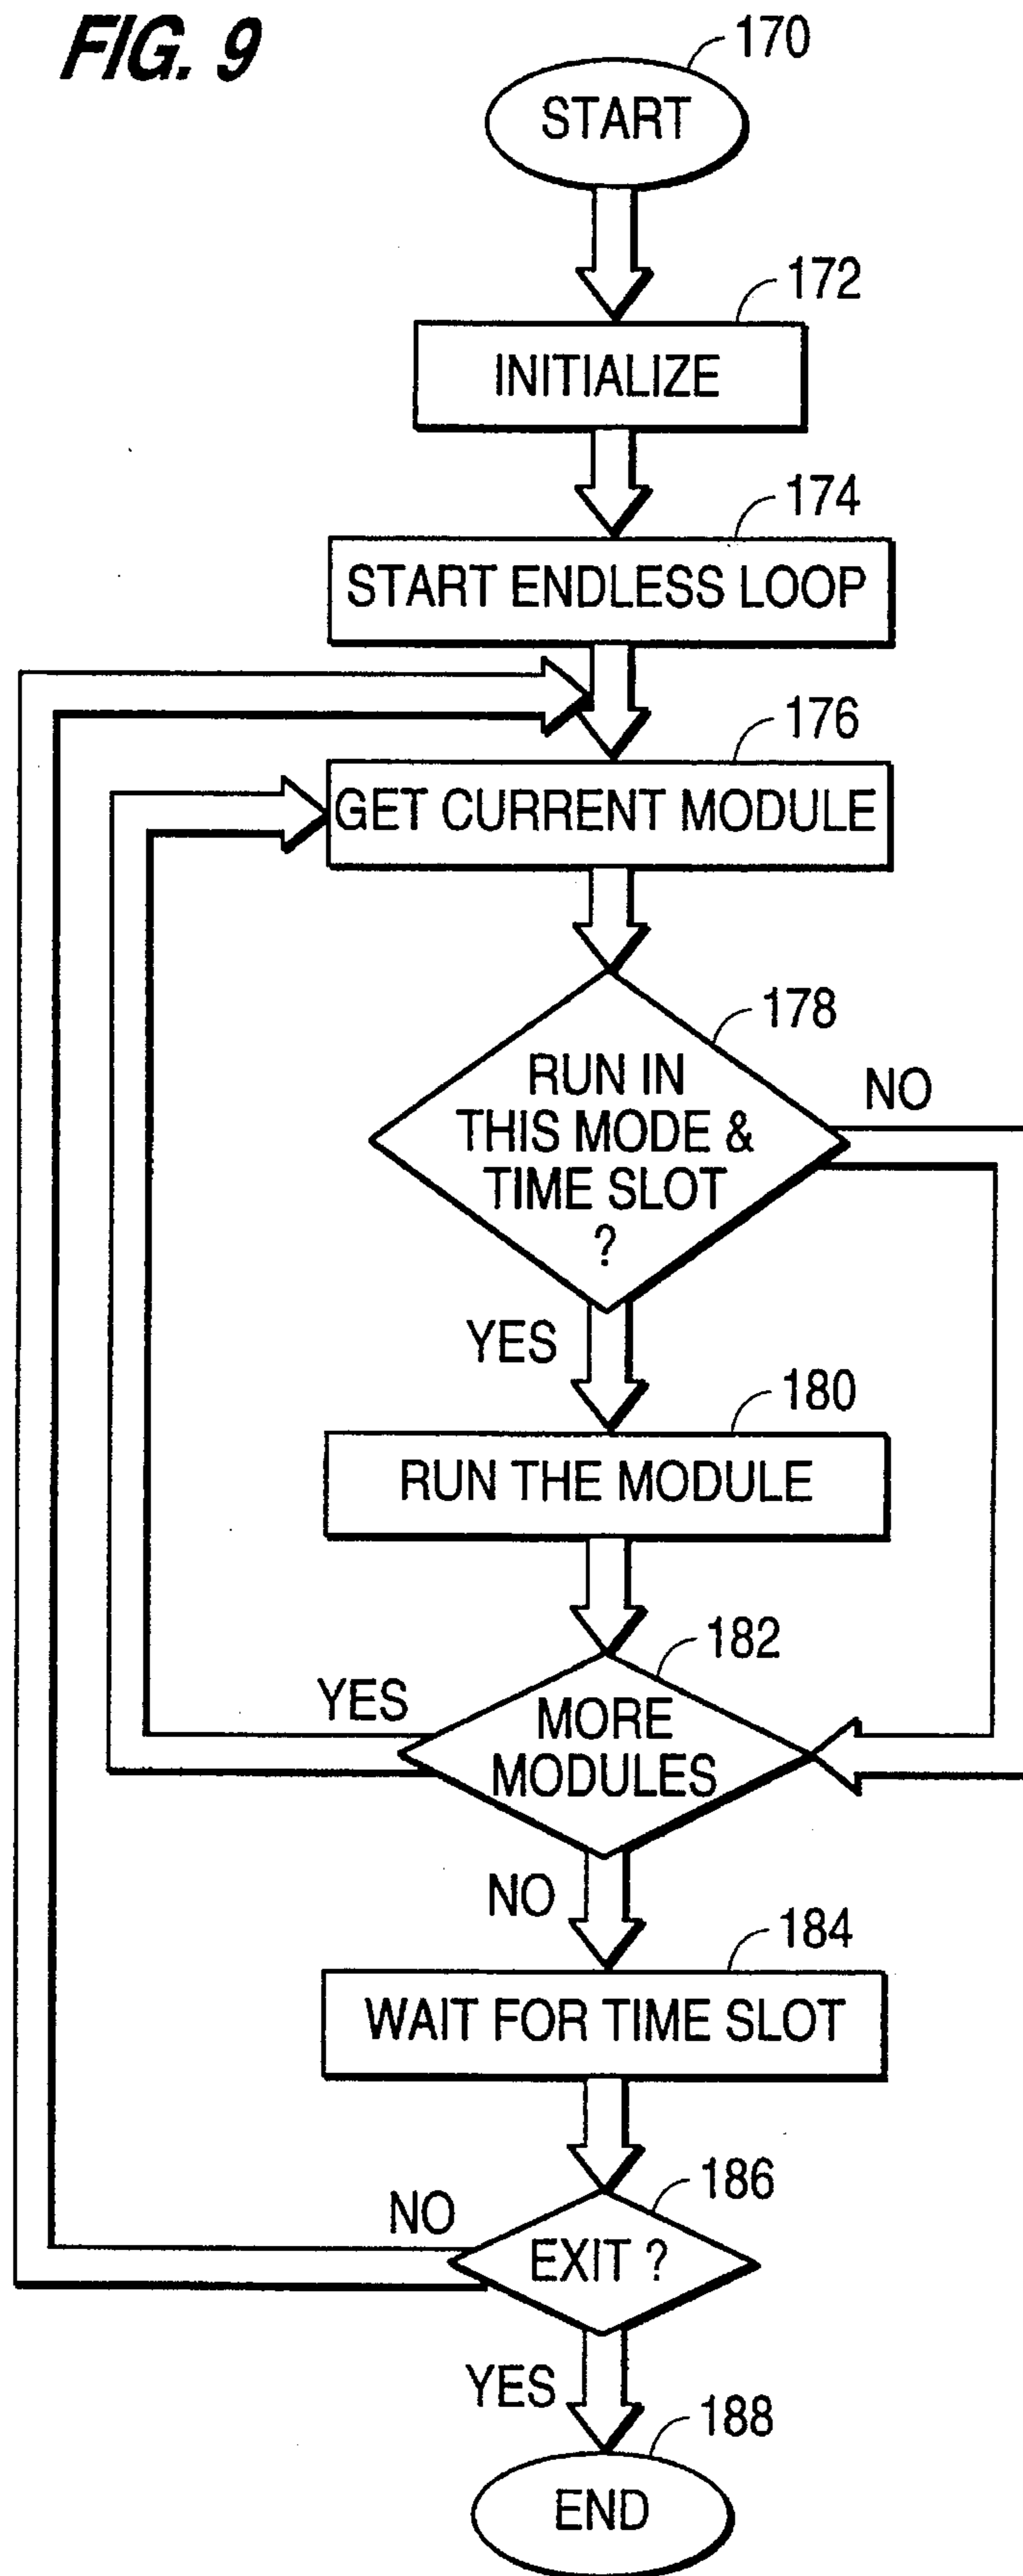 FIG. 9
170
START
172
INITIALIZE
174
START ENDLESS LOOP
176
GET CURRENT MODULE
178
RUN IN
THIS MODE &
TIME SLOT
?
NO
YES
180
RUN THE MODULE
182
YES
MORE
MODULES
NO
184
WAIT FOR TIME SLOT
186
NO
EXIT ?
YES
188
END